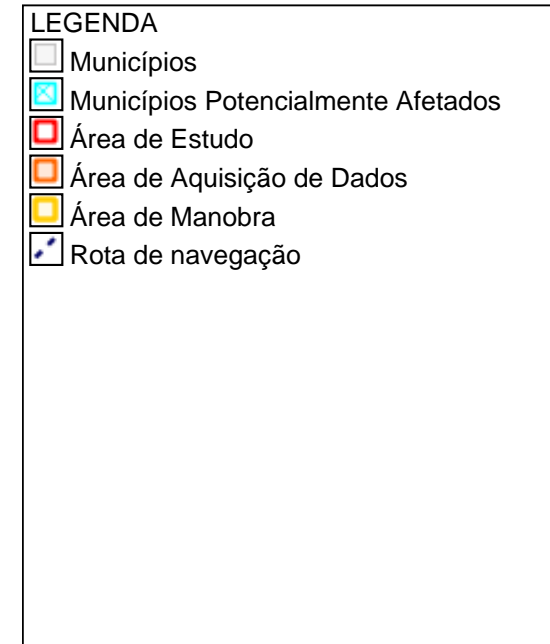 LEGENDA
Municípios
Municípios Potencialmente Afetados
Área de Estudo
Área de Aquisição de Dados
Área de Manobra
Rota de navegação